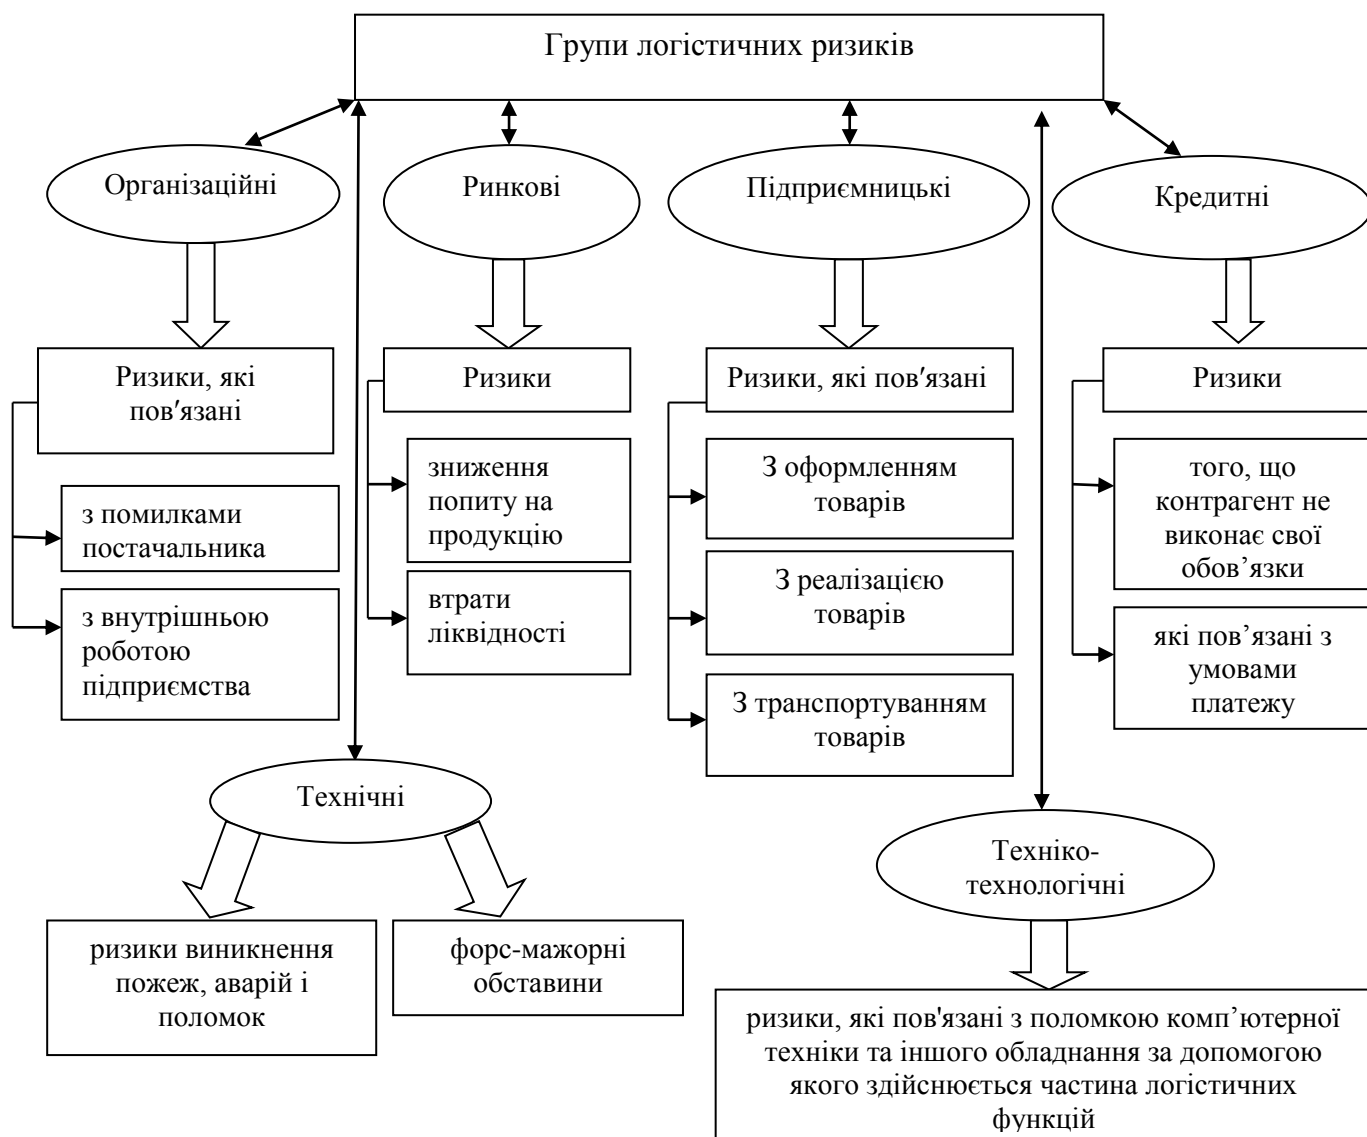 Групи логістичних ризиків
Організаційні
Ринкові
Підприємницькі
Кредитні
Ризики, які
пов'язані
Ризики
Ризики, які пов'язані
Ризики
з помилками
постачальника
з внутрішньою
роботою
підприємства
зниження
попиту на
продукцію
втрати
ліквідності
З оформленням
товарів
З реалізацією
товарів
З транспортуванням
товарів
того, що
контрагент не
виконає свої
обов’язки
які пов’язані з
умовами
платежу
Технічні
Техніко-
технологічні
ризики виникнення
пожеж, аварій і
поломок
форс-мажорні
обставини
ризики, які пов'язані з поломкою комп’ютерної
техніки та іншого обладнання за допомогою
якого здійснюється частина логістичних
функцій